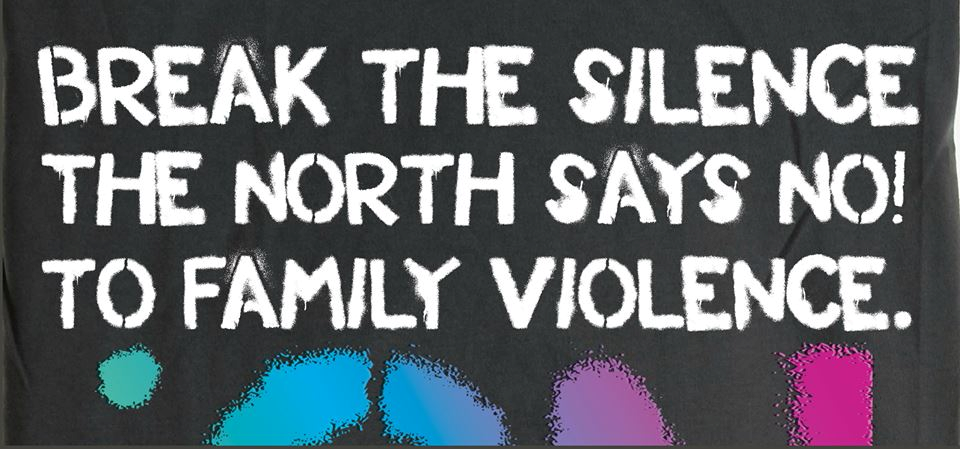 BREAK THE SILENCE
THE NORTH SAYS NO!
TO FAMILY VIOLENCE.